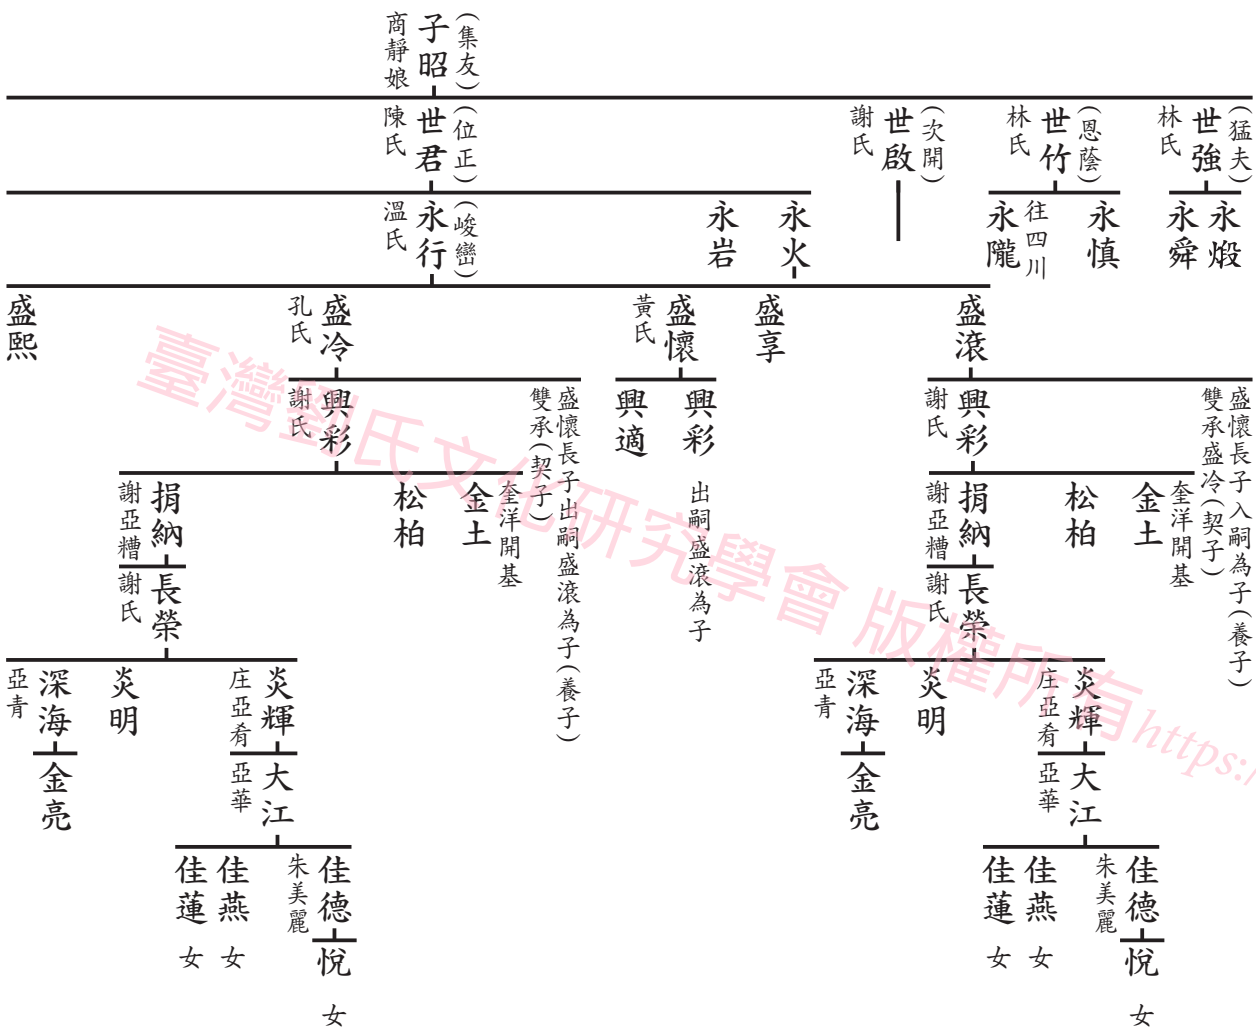 (集友)
子昭
商靜娘
(猛夫)
世強
林氏
(恩蔭)
世竹
林氏
(次開)
世啟
謝氏
(位正)
世君
陳氏
永煅
永舜
永慎
往四川
永隴
永火
永岩
(峻巒)
永行
溫氏
盛滾
盛享
盛懷
黃氏
盛冷
孔氏
盛熙
盛懷長子入嗣為子(養子)
雙承盛冷(契子)
興彩
謝氏
興彩
出嗣盛滾為子
興適
盛懷長子出嗣盛滾為子(養子)
雙承(契子)
興彩
謝氏
奎洋開基
金土
松柏
捐納
謝亞糟
奎洋開基
金土
松柏
捐納
謝亞糟
長榮
謝氏
長榮
謝氏
炎輝
庄亞肴
炎明
深海
亞青
炎輝
庄亞肴
炎明
深海
亞青
大江
亞華
金亮
大江
亞華
金亮
佳德
朱美麗
佳燕 女
佳蓮 女
佳德
朱美麗
佳燕 女
佳蓮 女
悅 女
悅 女
臺灣劉氏文化研究學會 版權所有https:/